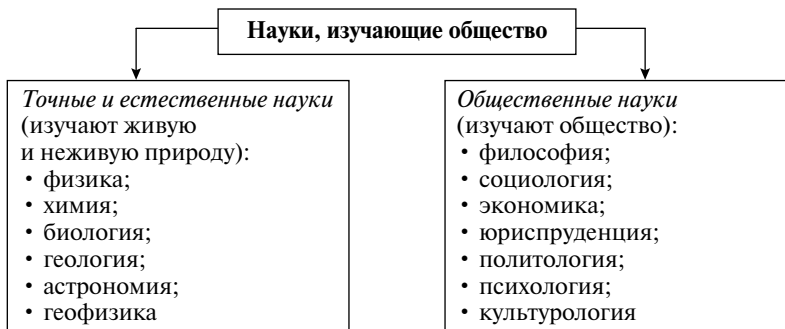 Науки, изучающие общество
Точные и естественные науки
(изучают живую
и неживую природу):
• физика;
• химия;
• биология;
• геология;
• астрономия;
• геофизика
Общественные науки
(изучают общество):
• философия;
• социология;
• экономика;
• юриспруденция;
• политология;
• психология;
• культурология